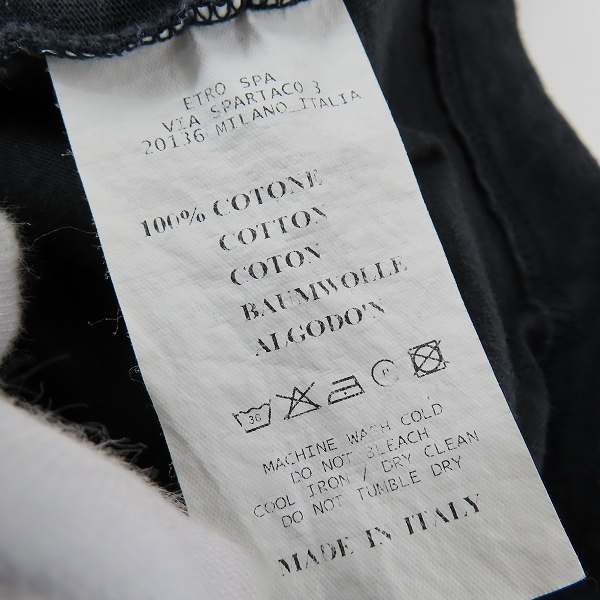 ETRO SPA
VIA SPARTACO 3
20136 MILANO ITALIA
100% COTONE
COTTON
COTON
BAUMWOLLE
ALGODO'N
MACHINE WASH COLD
DO NOT BLEACH
COOL IRON / DRY CLEAN
DO NOT TUMBLE DRY
MADE IN ITALY